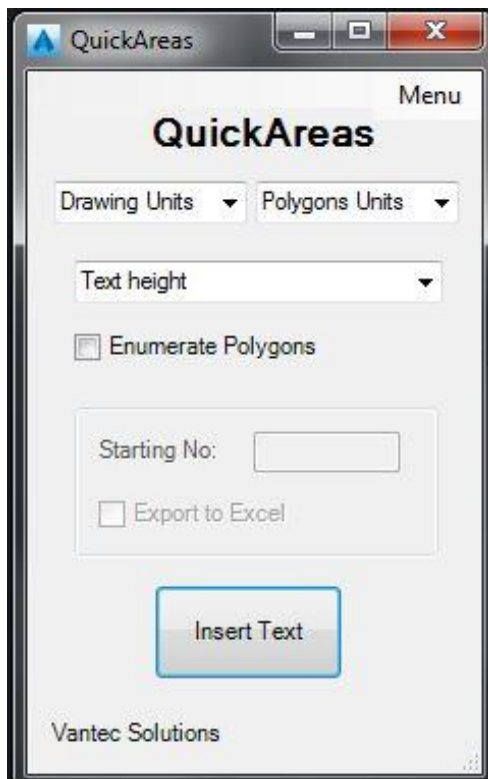 QuickAreas
Menu
QuickAreas
Drawing Units Polygons Units
Text height
Enumerate Polygons
Starting No:
Export to Excel
Insert Text
Vantec Solutions